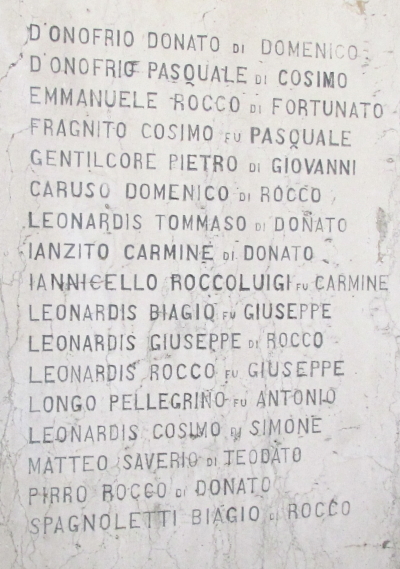 D'ONOFRIO DONATO DI DOMENICO
D'ONOFRIO PASQUALE DI COSIMO
EMMANUELE ROCCO DI FORTUNATO
FRAGNITO COSIMO FU PASQUALE
GENTILCORE PIETRO DI GIOVANNI
CARUSO DOMENICO DI ROCCO
LEONARDIS TOMMASO DI DONATO
IANZITO CARMINE DI DONATO
IANNICELLO ROCCOLUIGI FU CARMINE
LEONARDIS BIAGIO FU GIUSEPPE
LEONARDIS GIUSEPPE DI ROCCO
LEONARDIS ROCCO FU GIUSEPPE
LONGO PELLEGRINO FU ANTONIO
LEONARDIS COSIMO DI SIMONE
MATTEO SAVERIO DI TEODATO
PIRRO ROCCO DI DONATO
SPAGNOLETTI BIAGIO DI ROCCO